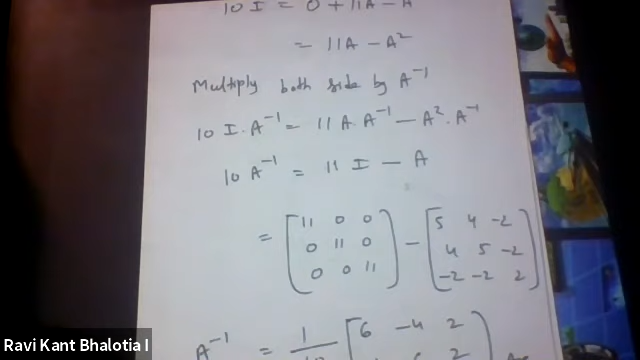 10 I = 0 + 11A - A
= 11A - A²
Multiply both side by A⁻¹
10 I. A⁻¹ = 11 A. A⁻¹ - A². A⁻¹
10 A⁻¹ = 11 I - A
= [ 11 0 0 ] - [ 5 4 -2 ]
0 11 0 4 5 -2
0 0 11 -2 -2 2
A⁻¹ = 1 [ 6 -4 2
Ravi Kant Bhalotia I